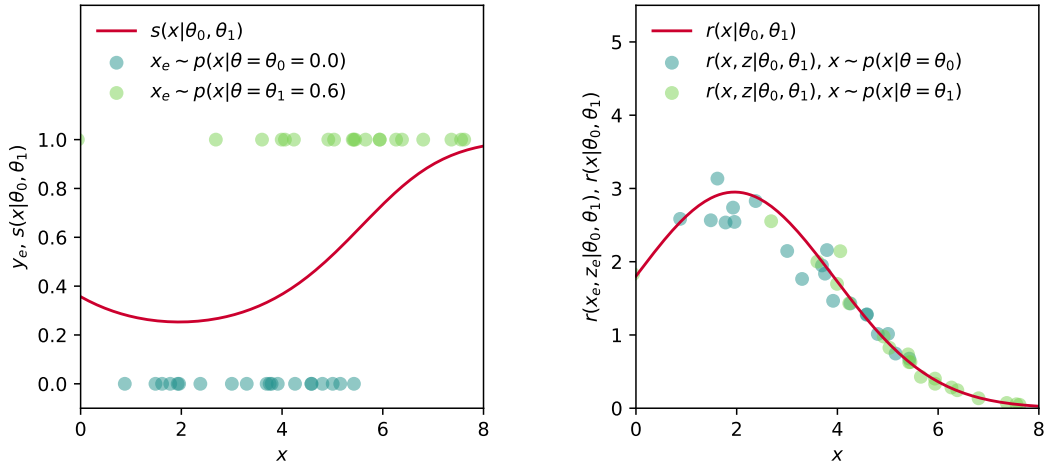 s(x|θ₀, θ₁)
xₑ ~ p(x|θ = θ₀ = 0.0)
xₑ ~ p(x|θ = θ₁ = 0.6)
yₑ, s(x|θ₀, θ₁)
1.0
0.8
0.6
0.4
0.2
0.0
0 2 4 6 8
x
r(x|θ₀, θ₁)
r(x, z|θ₀, θ₁), x ~ p(x|θ = θ₀)
r(x, z|θ₀, θ₁), x ~ p(x|θ = θ₁)
r(xₑ, zₑ|θ₀, θ₁), r(x|θ₀, θ₁)
5
4
3
2
1
0
0 2 4 6 8
x